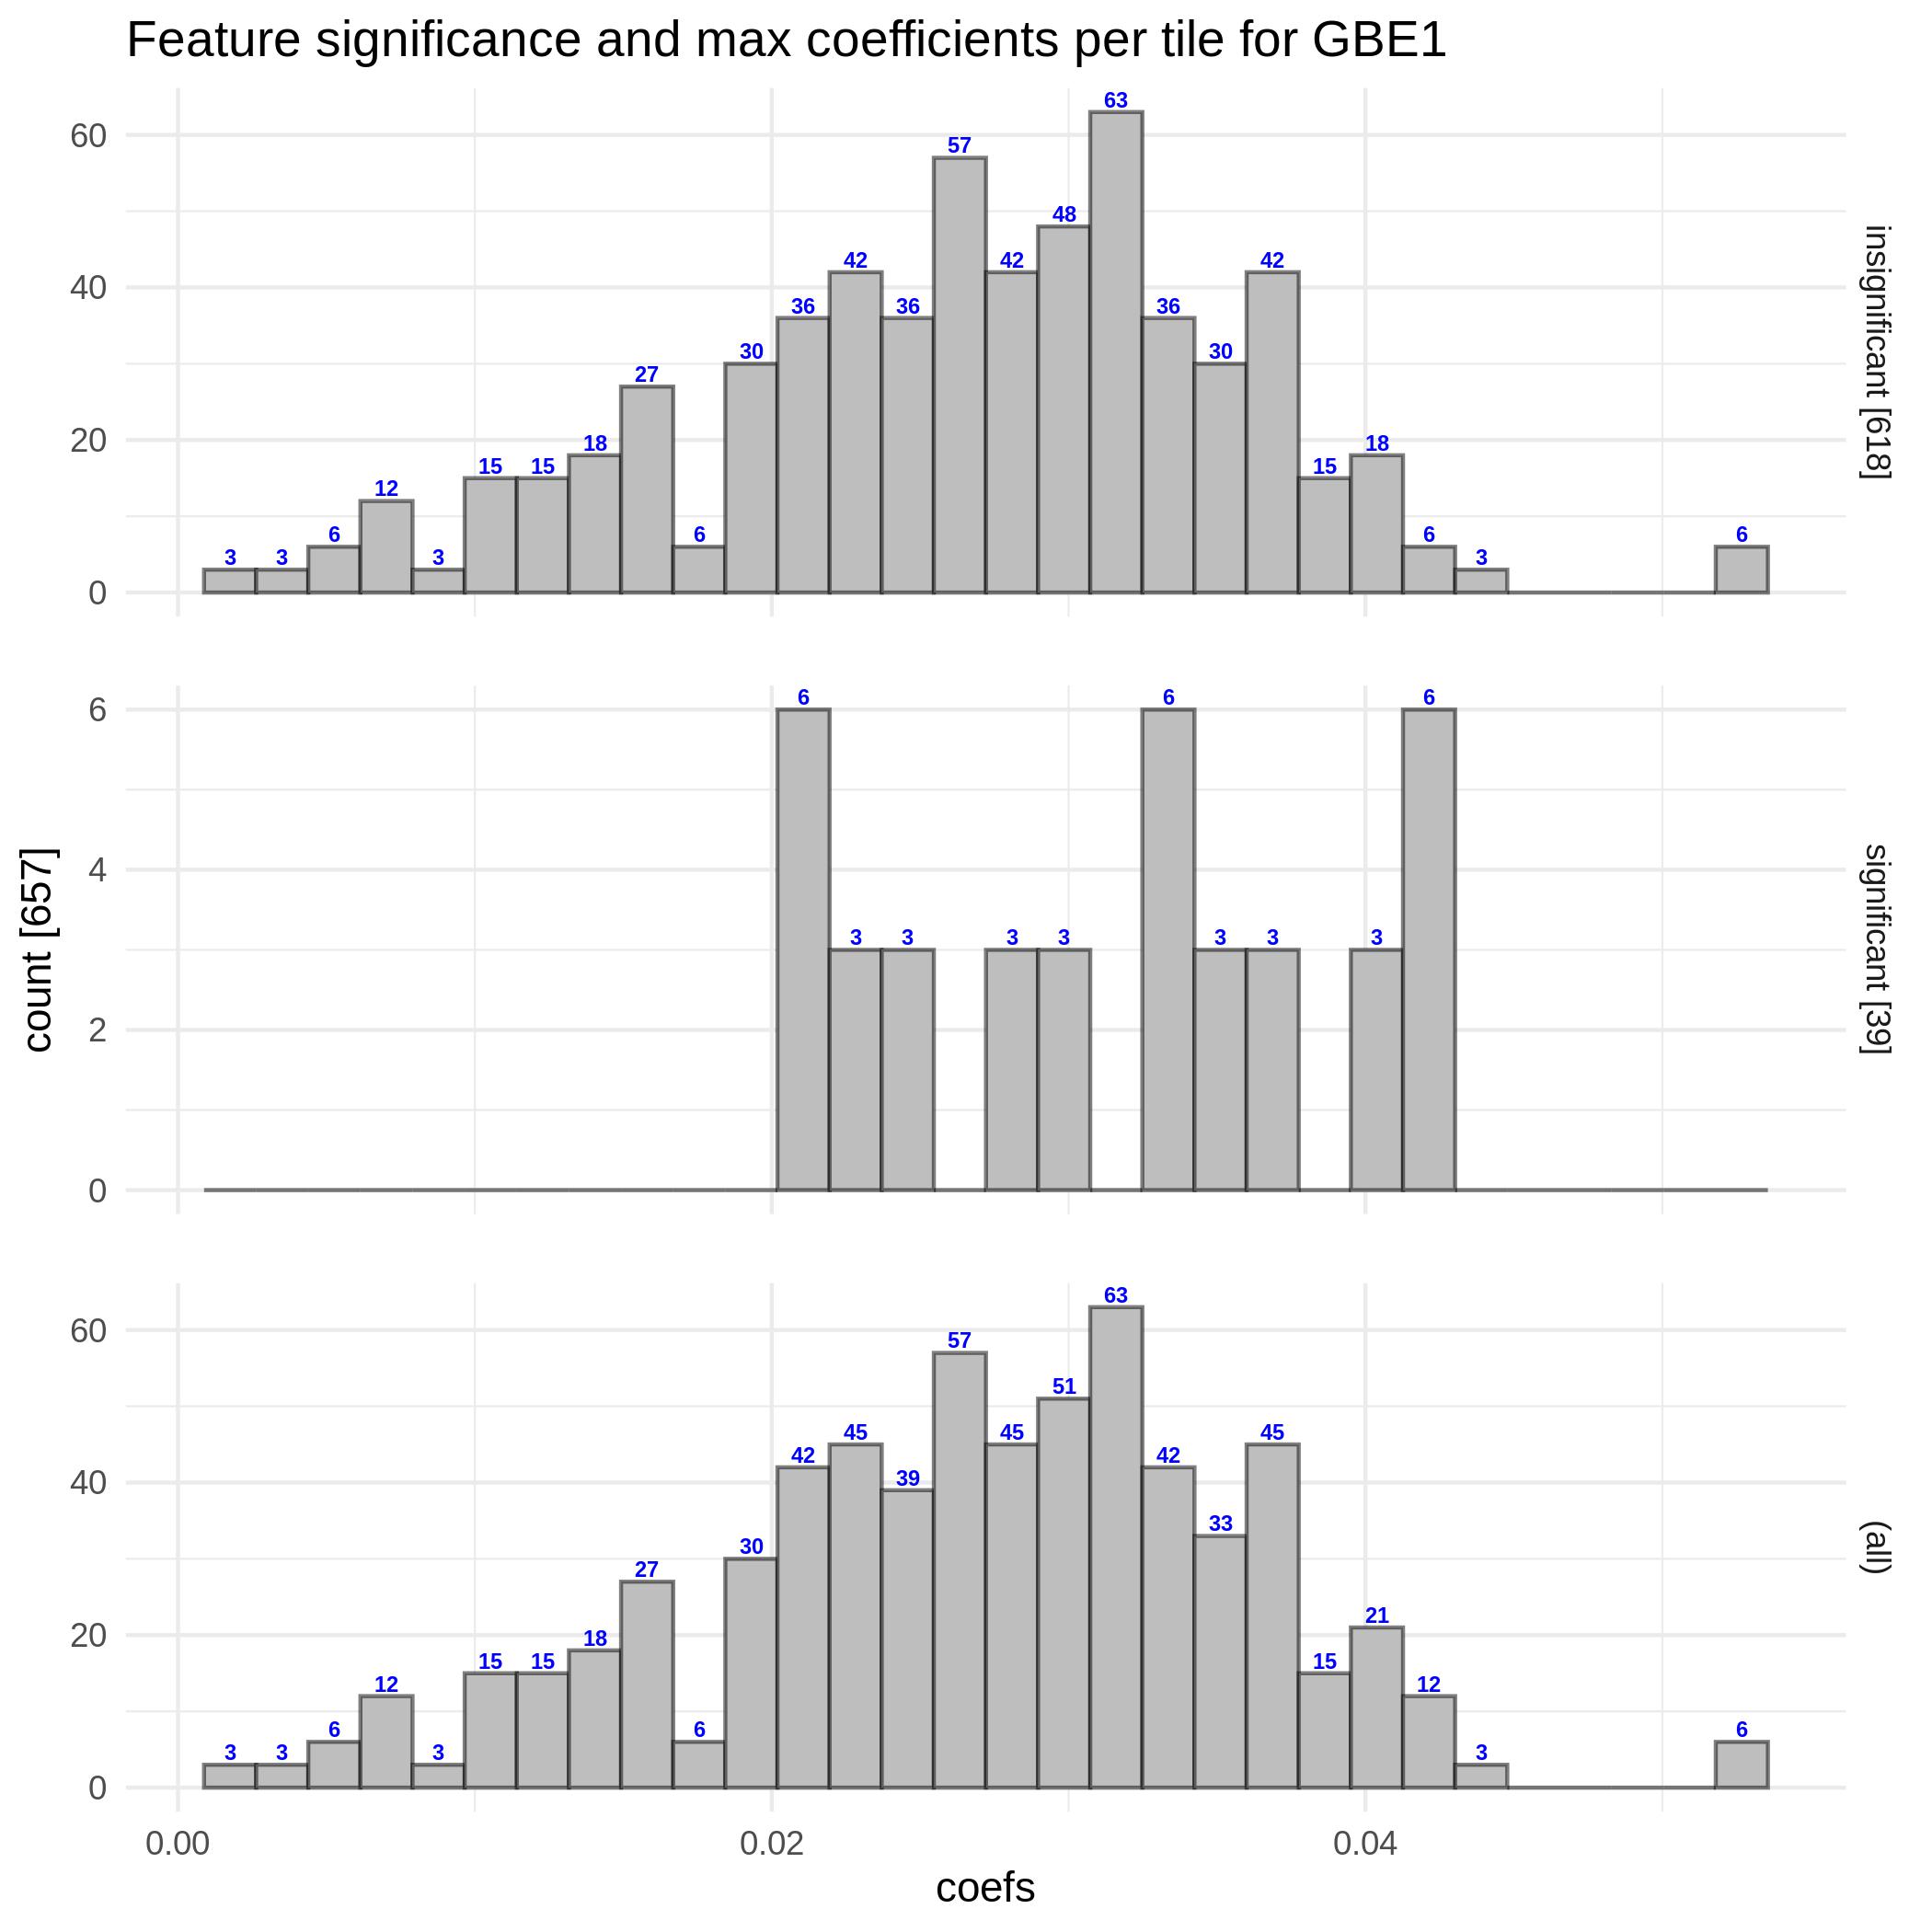 Feature significance and max coefficients per tile for GBE1
60
40
20
0
3 3 6 12 3 15 15 18 27 6 30 36 42 36 57 42 48 63 36 30 42 15 18 6 3 6
insignificant [618]
6
4
2
0
6 3 3 3 3 6 3 3 3 6
significant [39]
count [657]
60
40
20
0
3 3 6 12 3 15 15 18 27 6 30 42 45 39 57 45 51 63 42 33 45 15 21 12 3 6
(all)
0.00 0.02 0.04
coefs